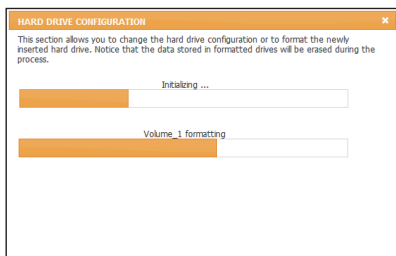 HARD DRIVE CONFIGURATION
This section allows you to change the hard drive configuration or to format the newly
inserted hard drive. Notice that the data stored in formatted drives will be erased during the
process.
Initializing ...
Volume_1 formatting